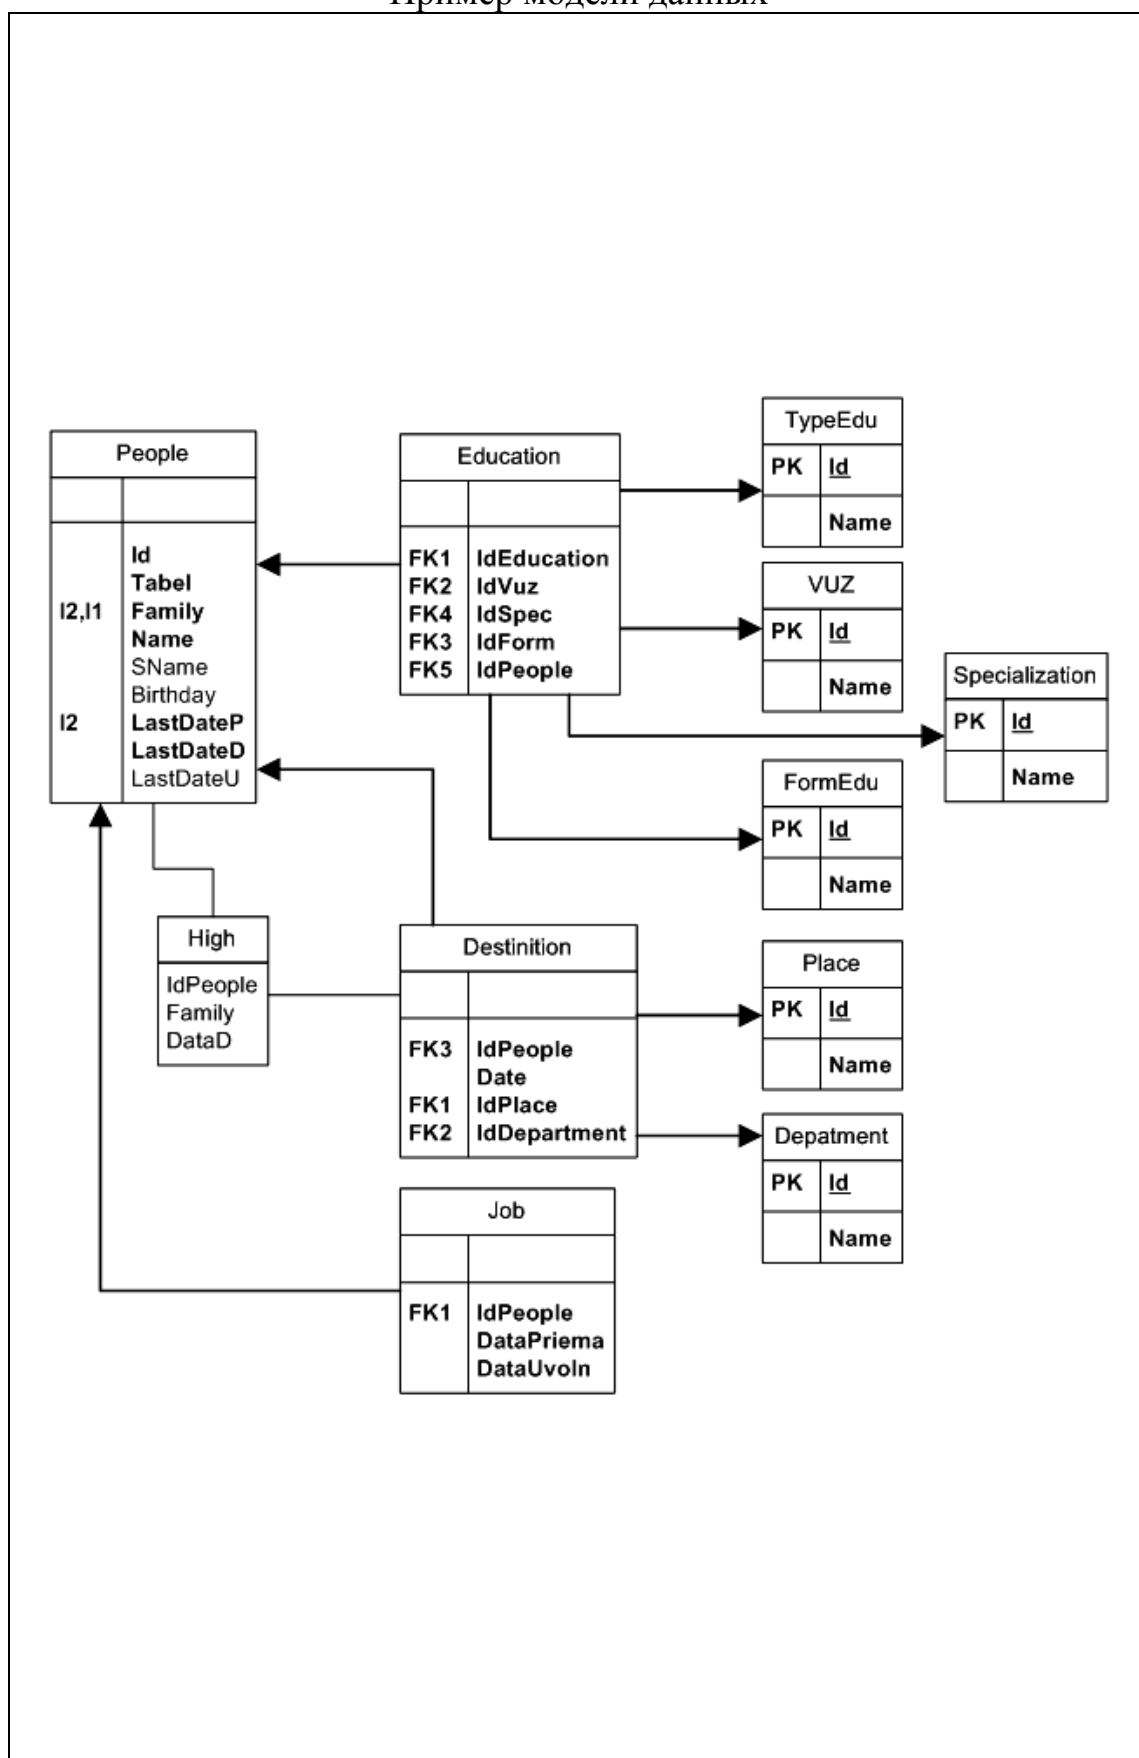 Пример модели данных
People
Id
Tabel
I2,I1 Family
Name
SName
Birthday
I2 LastDateP
LastDateD
LastDateU
Education
FK1 IdEducation
FK2 IdVuz
FK4 IdSpec
FK3 IdForm
FK5 IdPeople
TypeEdu
PK Id
Name
VUZ
PK Id
Name
Specialization
PK Id
Name
FormEdu
PK Id
Name
High
IdPeople
Family
DataD
Destinition
FK3 IdPeople
Date
FK1 IdPlace
FK2 IdDepartment
Place
PK Id
Name
Depatment
PK Id
Name
Job
FK1 IdPeople
DataPriema
DataUvoln